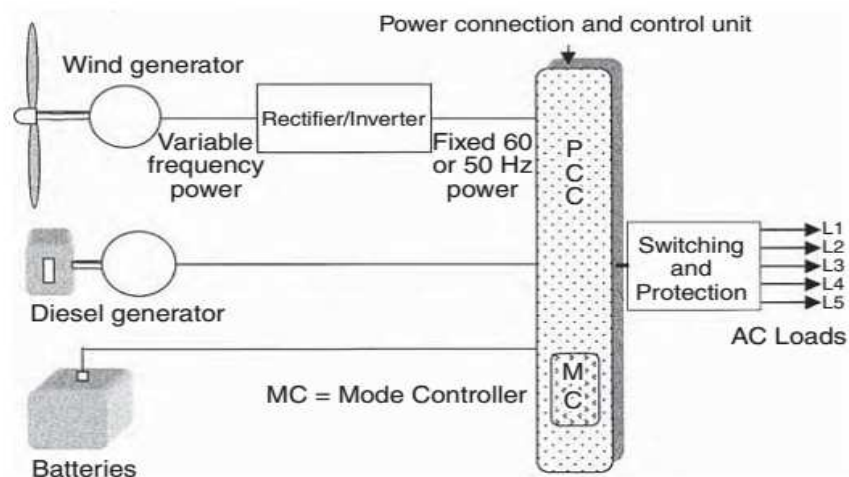 Power connection and control unit
Wind generator
Rectifier/Inverter
Variable
frequency
power
Fixed 60
or 50 Hz
power
P
C
C
Switching
and
Protection
L1
L2
L3
L4
L5
AC Loads
Diesel generator
MC = Mode Controller
M
C
Batteries